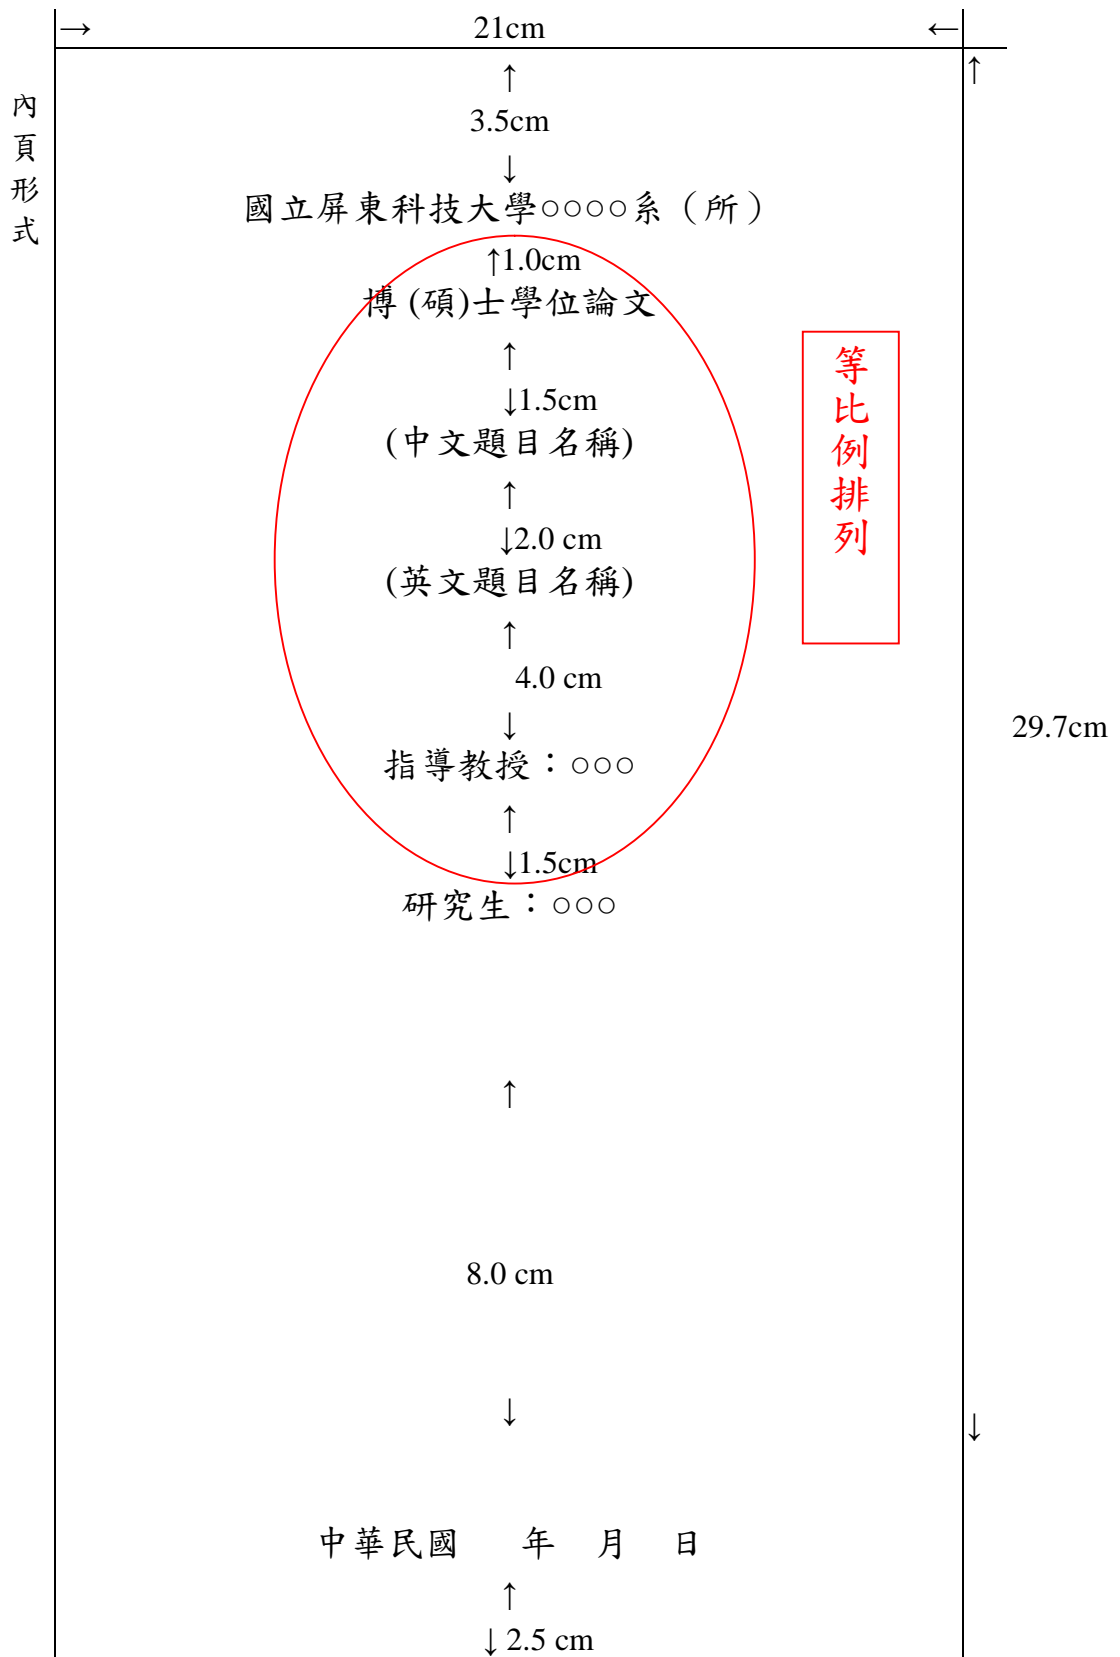 → 21cm ←
內頁形式
↑
↑
3.5cm
↓
國立屏東科技大學○○○○系（所）
↑1.0cm
博 (碩)士學位論文
↑
↓1.5cm
(中文題目名稱)
↑
↓2.0 cm
(英文題目名稱)
↑
4.0 cm
↓
指導教授：○○○
↑
↓1.5cm
研究生：○○○
等比例排列
29.7cm
↑
8.0 cm
↓
↓
中華民國 年 月 日
↑
↓ 2.5 cm